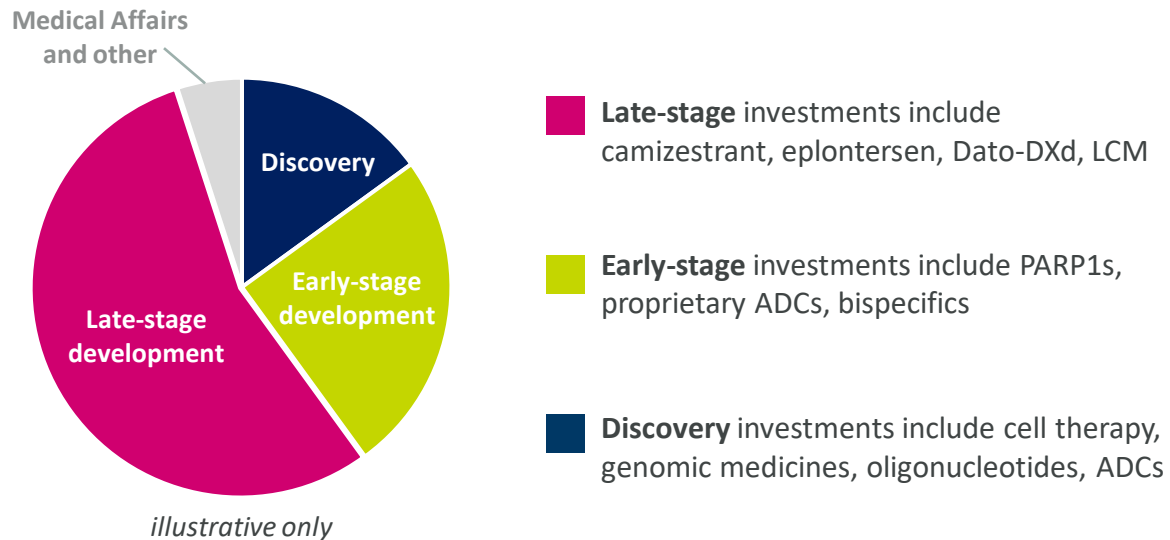 Medical Affairs
and other
Discovery
Early-stage
development
Late-stage
development
illustrative only
Late-stage investments include
camizestrant, eplontersen, Dato-DXd, LCM
Early-stage investments include PARP1s,
proprietary ADCs, bispecifics
Discovery investments include cell therapy,
genomic medicines, oligonucleotides, ADCs